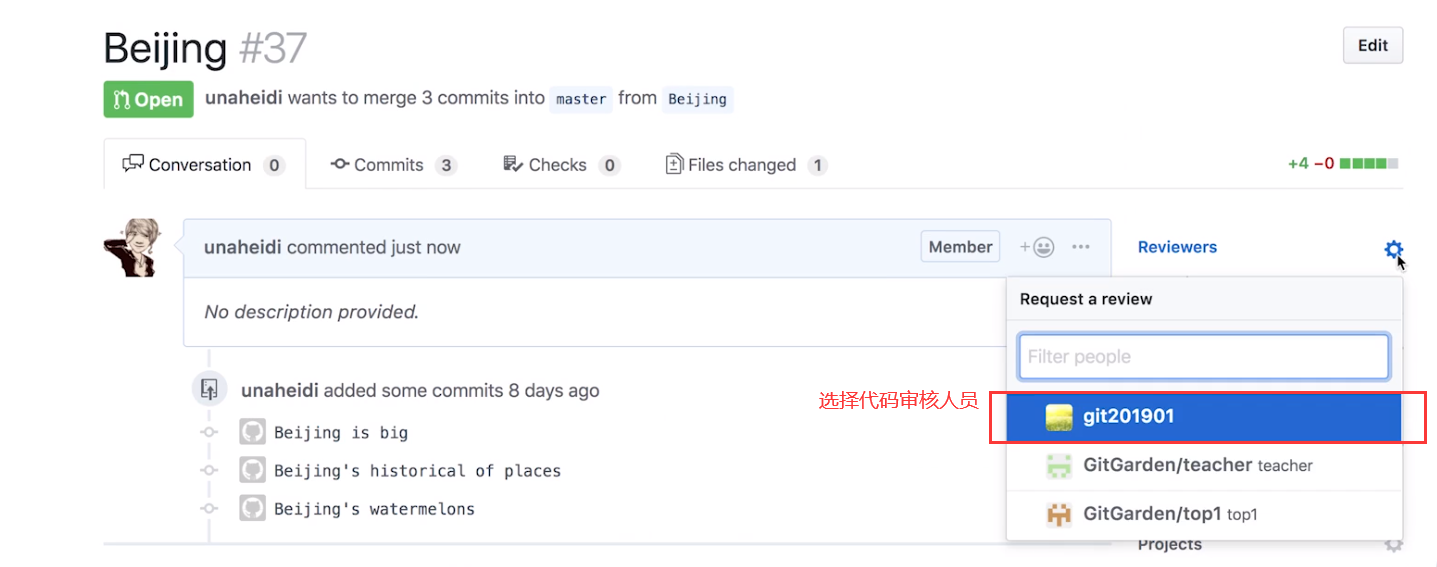 Beijing #37
Edit
Open unaheidi wants to merge 3 commits into master from Beijing
Conversation 0 Commits 3 Checks 0 Files changed 1 +4 −0
unaheidi commented just now Member + ···
Reviewers
No description provided.
Request a review
Filter people
unaheidi added some commits 8 days ago
选择代码审核人员
git201901
Beijing is big
GitGarden/teacher teacher
Beijing's historical of places
Beijing's watermelons
GitGarden/top1 top1
Projects